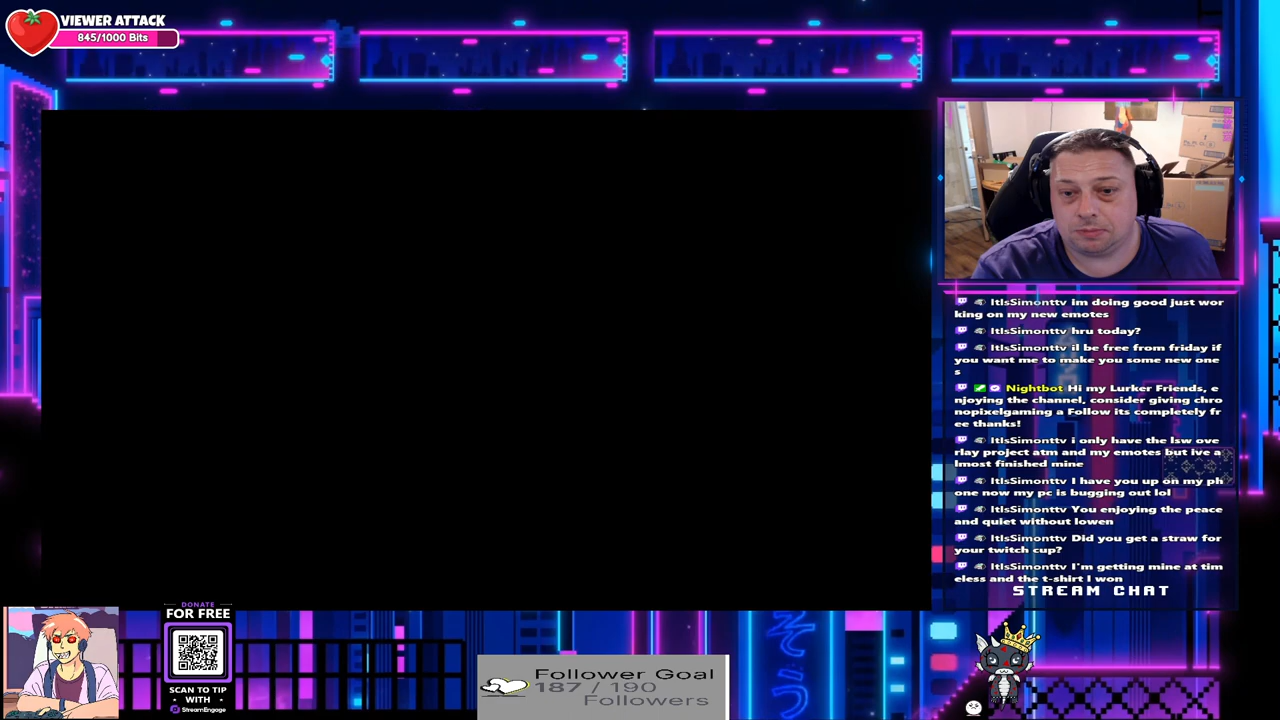 VIEWER ATTACK
845/1000 Bits
ItIsSimonttv Im doing good just wor
king on my new emotes
ItIsSimonttv hru today?
ItIsSimonttv il be free from friday if
you want me to make you some new one
s
Nightbot Hi my Lurker Friends, e
njoying the channel, consider giving chro
nopixelgaming a Follow its completely fr
ee thanks!
ItIsSimonttv i only have the lsw ove
rlay project atm and my emotes but ive a
lmost finished mine
ItIsSimonttv I have you up on my ph
one now my pc is bugging out lol
ItIsSimonttv You enjoying the peace
and quiet without lowen
ItIsSimonttv Did you get a straw for
your twitch cup?
ItIsSimonttv I'm getting mine at tim
eless and the t-shirt I won
STREAM CHAT
DONATE
FOR FREE
SCAN TO TIP
WITH
StreamEngage
Follower Goal
187 / 190
Followers
そう